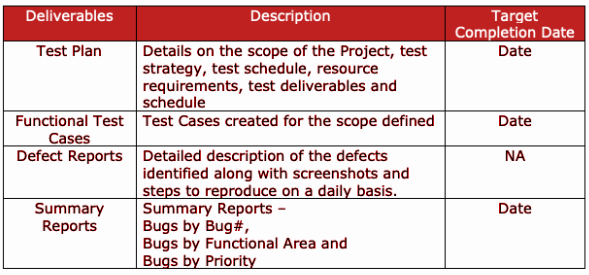 Deliverables Description Target
Completion Date
Test Plan Details on the scope of the Project, test Date
strategy, test schedule, resource
requirements, test deliverables and
schedule
Functional Test Test Cases created for the scope defined Date
Cases
Defect Reports Detailed description of the defects NA
identified along with screenshots and
steps to reproduce on a daily basis.
Summary Summary Reports – Date
Reports Bugs by Bug#,
Bugs by Functional Area and
Bugs by Priority